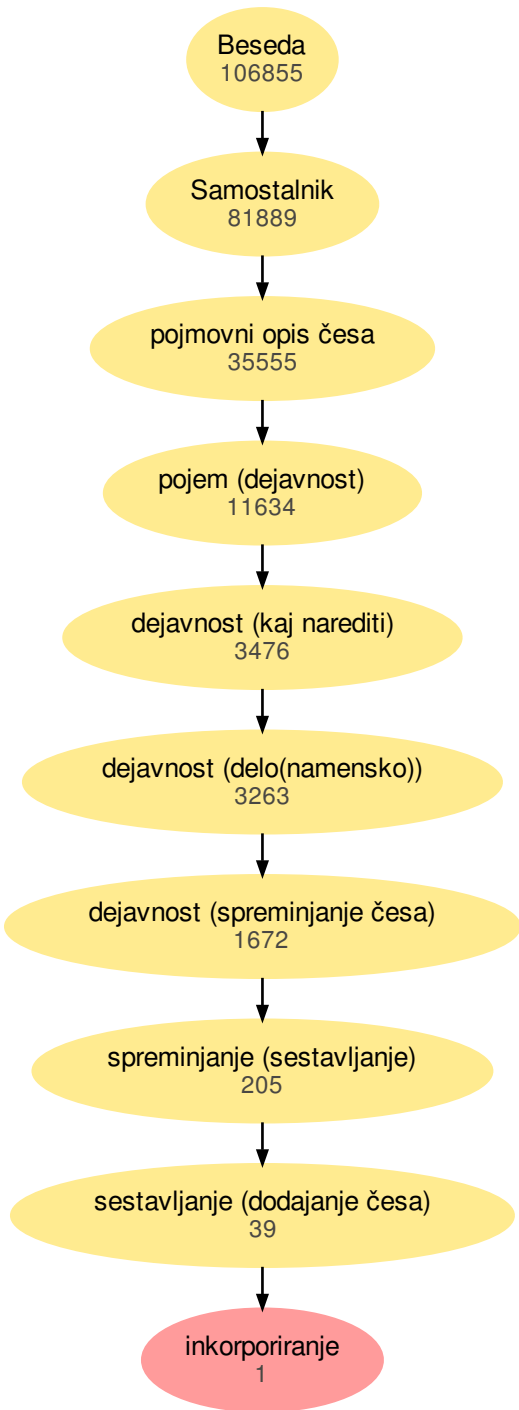 Beseda
106855
Samostalnik
81889
pojmovni opis česa
35555
pojem (dejavnost)
11634
dejavnost (kaj narediti)
3476
dejavnost (delo(namensko))
3263
dejavnost (spreminjanje česa)
1672
spreminjanje (sestavljanje)
205
sestavljanje (dodajanje česa)
39
inkorporiranje
1